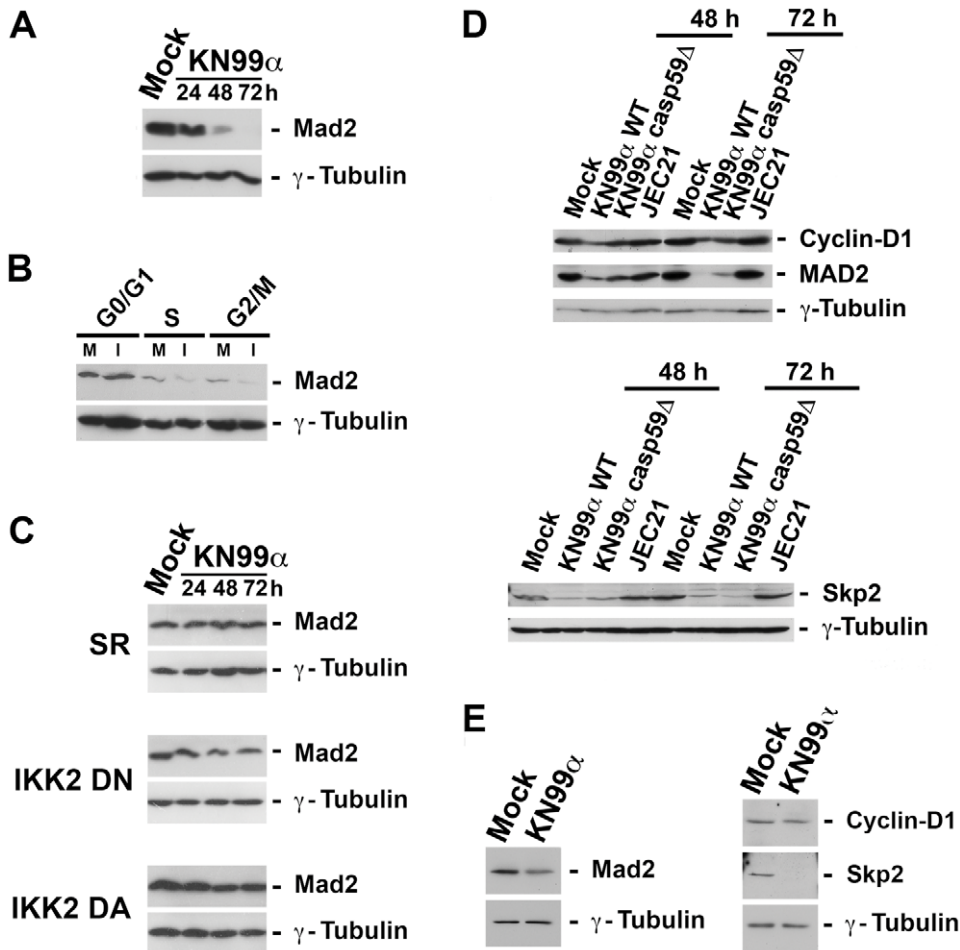 A
Mock
KN99α
24 48 72 h
- Mad2
- γ- Tubulin
B
G0/G1 S G2/M
M I M I M I
- Mad2
- γ- Tubulin
C
Mock
KN99α
24 48 72 h
SR
- Mad2
- γ- Tubulin
IKK2 DN
- Mad2
- γ- Tubulin
IKK2 DA
- Mad2
- γ- Tubulin
D
48 h 72 h
Mock
KN99α WT
KN99α casp59Δ
JEC21
Mock
KN99α WT
KN99α casp59Δ
JEC21
- Cyclin-D1
- MAD2
- γ-Tubulin
48 h 72 h
Mock
KN99α WT
KN99α casp59Δ
JEC21
Mock
KN99α WT
KN99α casp59Δ
JEC21
- Skp2
- γ-Tubulin
E
Mock
KN99α
- Mad2
- γ- Tubulin
Mock
KN99α
- Cyclin-D1
- Skp2
- γ- Tubulin